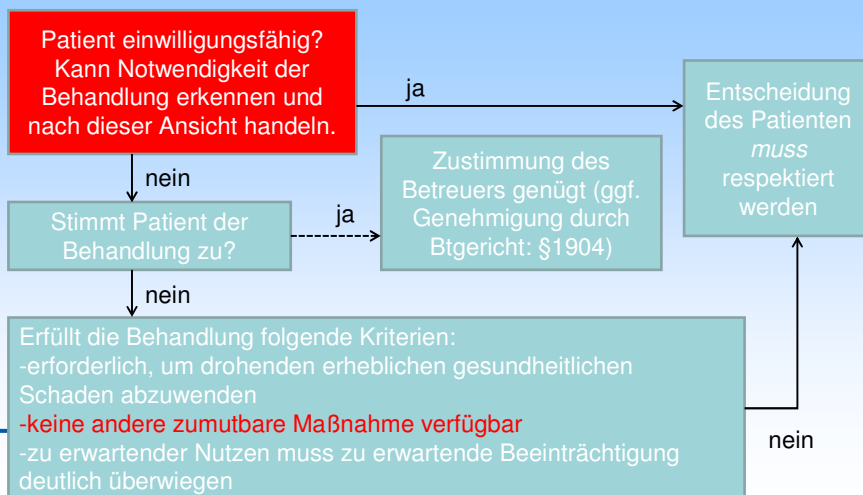 Patient einwilligungsfähig?
Kann Notwendigkeit der
Behandlung erkennen und
nach dieser Ansicht handeln.
ja
Entscheidung
des Patienten
muss
respektiert
werden
nein
Stimmt Patient der
Behandlung zu?
ja
Zustimmung des
Betreuers genügt (ggf.
Genehmigung durch
Btgericht: §1904)
nein
Erfüllt die Behandlung folgende Kriterien:
-erforderlich, um drohenden erheblichen gesundheitlichen
Schaden abzuwenden
-keine andere zumutbare Maßnahme verfügbar
-zu erwartender Nutzen muss zu erwartende Beeinträchtigung
deutlich überwiegen
nein